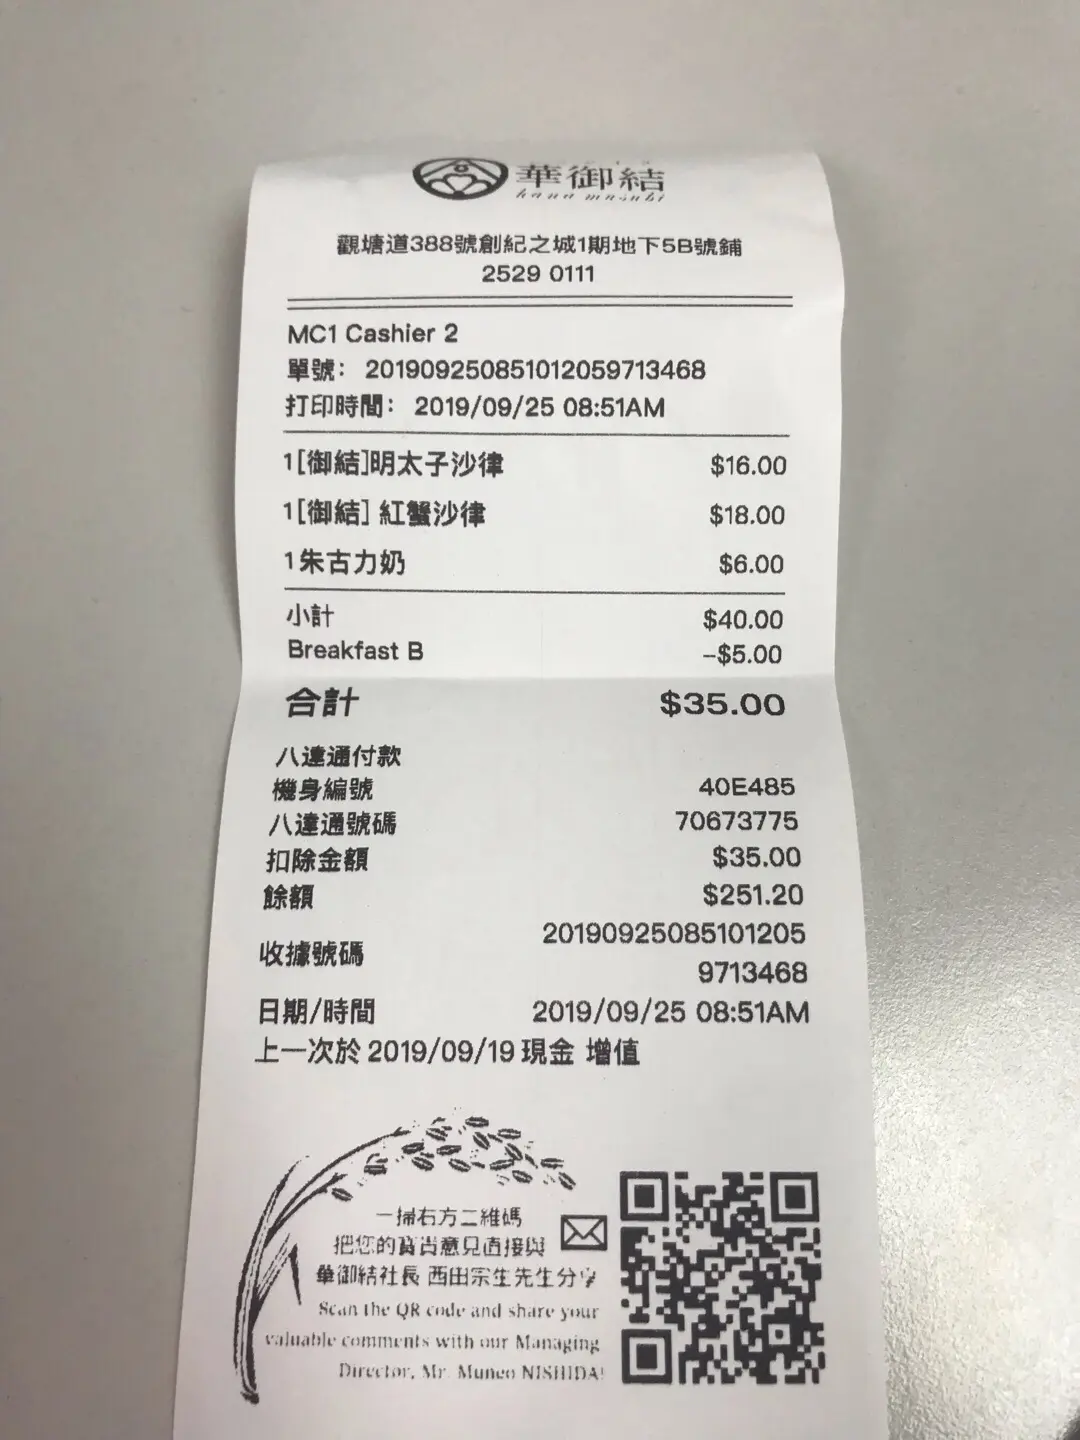 華御結
hana musubi
觀塘道388號創紀之城1期地下5B號鋪
2529 0111
MC1 Cashier 2
單號： 201909250851012059713468
打印時間： 2019/09/25 08:51AM
1[御結]明太子沙律 $16.00
1[御結] 紅蟹沙律 $18.00
1朱古力奶 $6.00
小計 $40.00
Breakfast B -$5.00
合計 $35.00
八達通付款
機身編號 40E485
八達通號碼 70673775
扣除金額 $35.00
餘額 $251.20
收據號碼 20190925085101205
9713468
日期/時間 2019/09/25 08:51AM
上一次於 2019/09/19 現金 增值
一掃右方二維碼
把您的寶貴意見直接與
華御結社長 西田宗生先生分享
Scan the QR code and share your
valuable comments with our Managing
Director, Mr. Muneo NISHIDA!